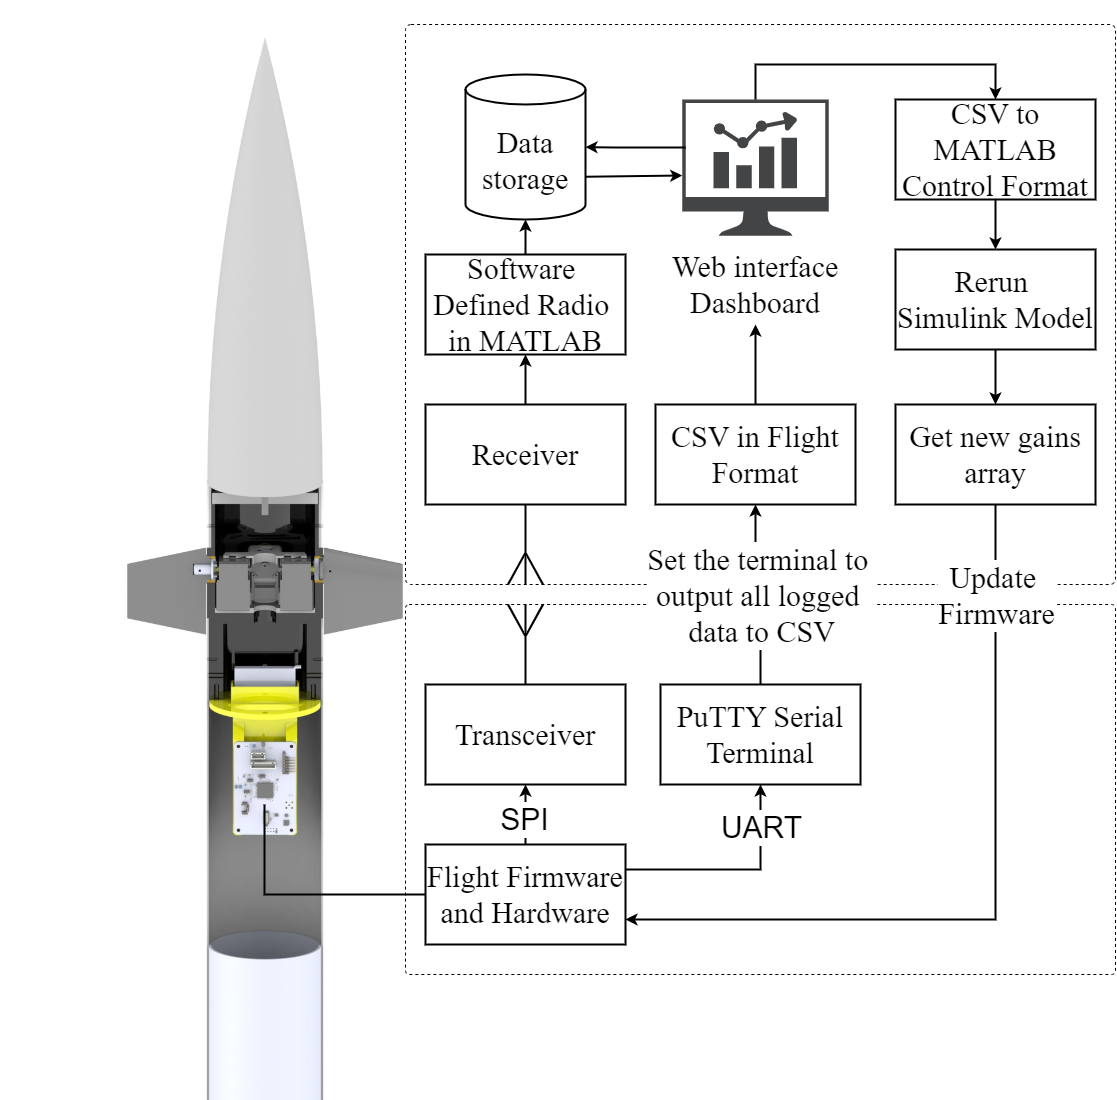 Data
storage
CSV to
MATLAB
Control Format
Software
Defined Radio
in MATLAB
Web interface
Dashboard
Rerun
Simulink Model
Receiver
CSV in Flight
Format
Get new gains
array
Set the terminal to
output all logged
data to CSV
Update
Firmware
Transceiver
PuTTY Serial
Terminal
SPI
UART
Flight Firmware
and Hardware